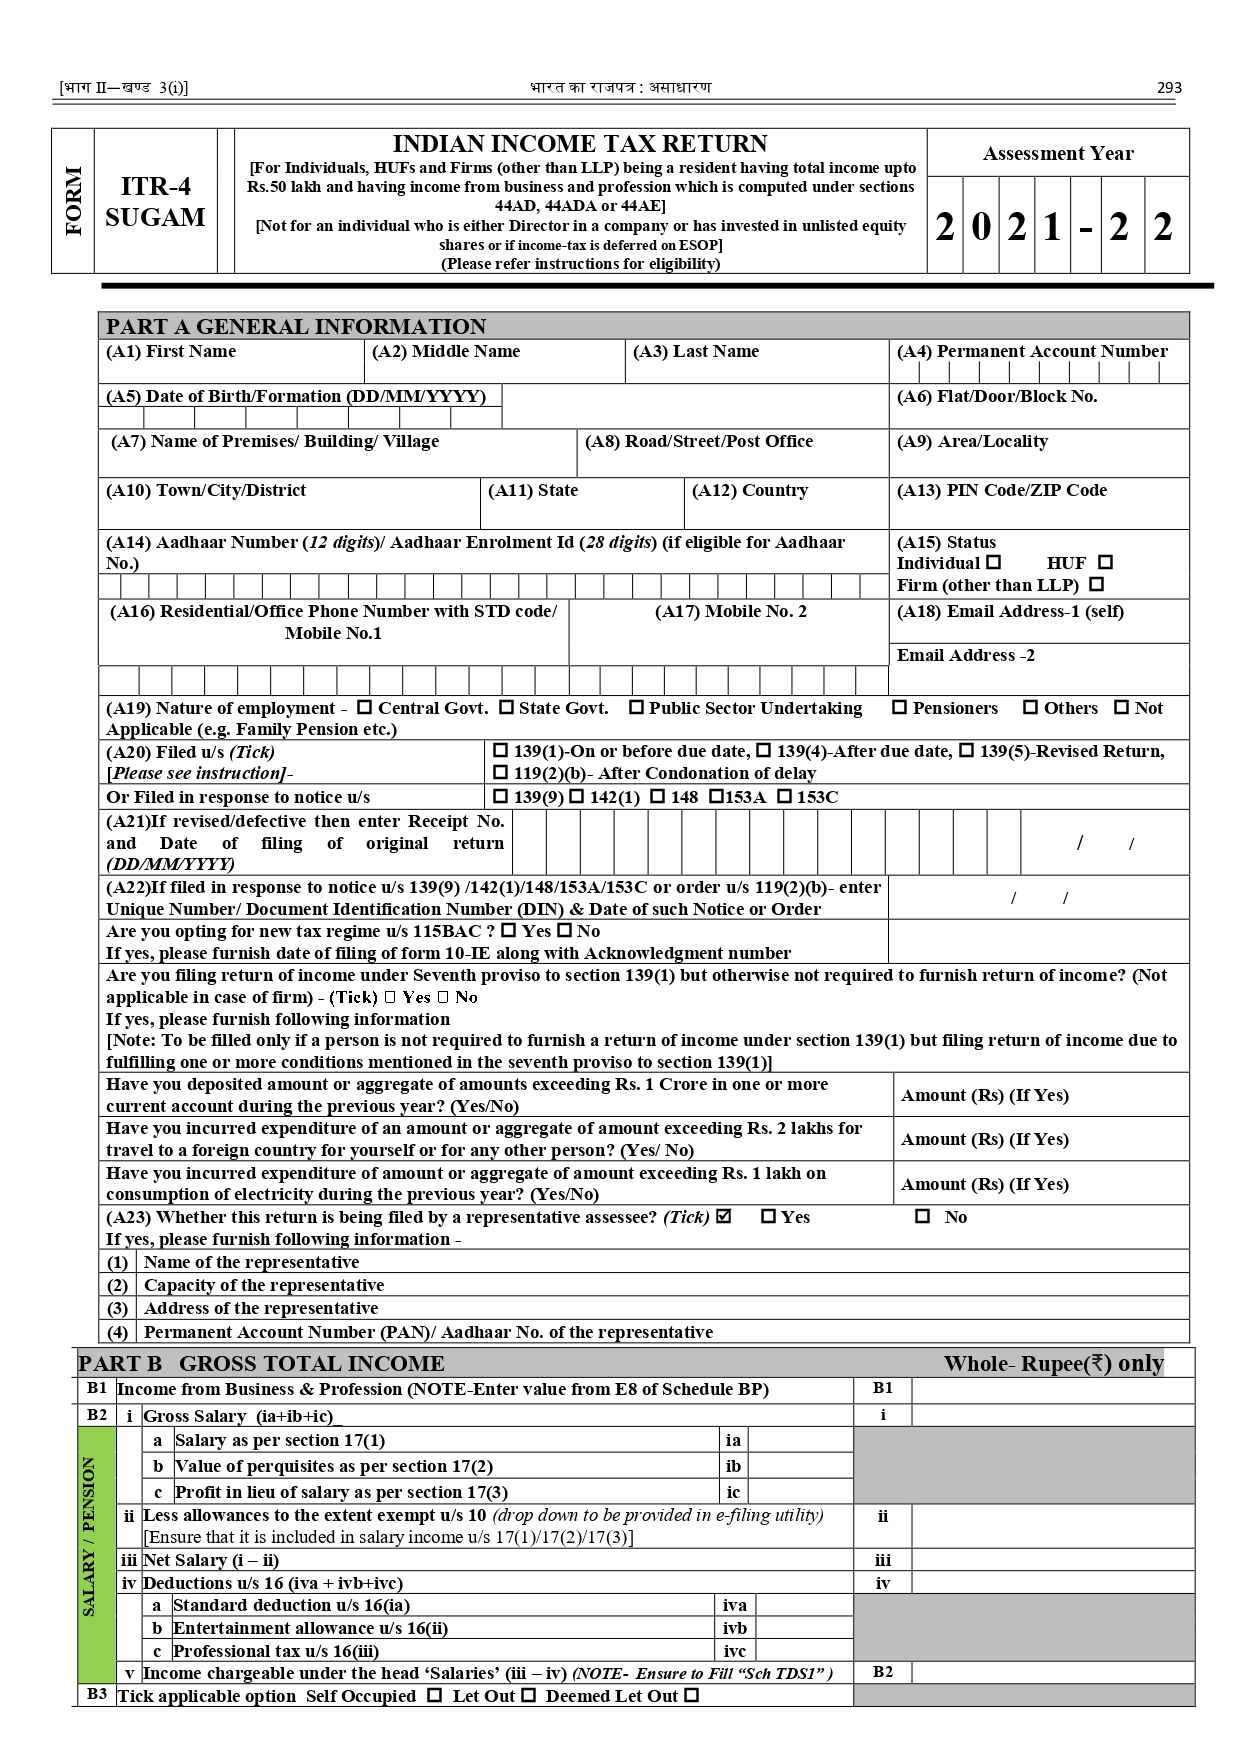 [भाग II—खण्ड 3(i)] भारत का राजपत्र : असाधारण 293
FORM
ITR-4
SUGAM
INDIAN INCOME TAX RETURN
[For Individuals, HUFs and Firms (other than LLP) being a resident having total income upto
Rs.50 lakh and having income from business and profession which is computed under sections
44AD, 44ADA or 44AE]
[Not for an individual who is either Director in a company or has invested in unlisted equity
shares or if income-tax is deferred on ESOP]
(Please refer instructions for eligibility)
Assessment Year
2 0 2 1 - 2 2
PART A GENERAL INFORMATION
(A1) First Name (A2) Middle Name (A3) Last Name (A4) Permanent Account Number
(A5) Date of Birth/Formation (DD/MM/YYYY) (A6) Flat/Door/Block No.
(A7) Name of Premises/ Building/ Village (A8) Road/Street/Post Office (A9) Area/Locality
(A10) Town/City/District (A11) State (A12) Country (A13) PIN Code/ZIP Code
(A14) Aadhaar Number (12 digits)/ Aadhaar Enrolment Id (28 digits) (if eligible for Aadhaar
No.)
(A15) Status
Individual ☐ HUF ☐
Firm (other than LLP) ☐
(A16) Residential/Office Phone Number with STD code/
Mobile No.1
(A17) Mobile No. 2
(A18) Email Address-1 (self)
Email Address -2
(A19) Nature of employment - ☐ Central Govt. ☐ State Govt. ☐ Public Sector Undertaking ☐ Pensioners ☐ Others ☐ Not
Applicable (e.g. Family Pension etc.)
(A20) Filed u/s (Tick)
[Please see instruction]-
☐ 139(1)-On or before due date, ☐ 139(4)-After due date, ☐ 139(5)-Revised Return,
☐ 119(2)(b)- After Condonation of delay
Or Filed in response to notice u/s ☐ 139(9) ☐ 142(1) ☐ 148 ☐153A ☐ 153C
(A21)If revised/defective then enter Receipt No.
and Date of filing of original return
(DD/MM/YYYY)
/ /
(A22)If filed in response to notice u/s 139(9) /142(1)/148/153A/153C or order u/s 119(2)(b)- enter
Unique Number/ Document Identification Number (DIN) & Date of such Notice or Order
/ /
Are you opting for new tax regime u/s 115BAC ? ☐ Yes ☐ No
If yes, please furnish date of filing of form 10-IE along with Acknowledgment number
Are you filing return of income under Seventh proviso to section 139(1) but otherwise not required to furnish return of income? (Not
applicable in case of firm) - (Tick) ☐ Yes ☐ No
If yes, please furnish following information
[Note: To be filled only if a person is not required to furnish a return of income under section 139(1) but filing return of income due to
fulfilling one or more conditions mentioned in the seventh proviso to section 139(1)]
Have you deposited amount or aggregate of amounts exceeding Rs. 1 Crore in one or more
current account during the previous year? (Yes/No)
Amount (Rs) (If Yes)
Have you incurred expenditure of an amount or aggregate of amount exceeding Rs. 2 lakhs for
travel to a foreign country for yourself or for any other person? (Yes/ No)
Amount (Rs) (If Yes)
Have you incurred expenditure of amount or aggregate of amount exceeding Rs. 1 lakh on
consumption of electricity during the previous year? (Yes/No)
Amount (Rs) (If Yes)
(A23) Whether this return is being filed by a representative assessee? (Tick) ☑ ☐ Yes ☐ No
If yes, please furnish following information -
(1) Name of the representative
(2) Capacity of the representative
(3) Address of the representative
(4) Permanent Account Number (PAN)/ Aadhaar No. of the representative
PART B GROSS TOTAL INCOME Whole- Rupee(₹) only
B1 Income from Business & Profession (NOTE-Enter value from E8 of Schedule BP) B1
B2 i Gross Salary (ia+ib+ic)_ i
SALARY / PENSION
a Salary as per section 17(1) ia
b Value of perquisites as per section 17(2) ib
c Profit in lieu of salary as per section 17(3) ic
ii Less allowances to the extent exempt u/s 10 (drop down to be provided in e-filing utility) ii
[Ensure that it is included in salary income u/s 17(1)/17(2)/17(3)]
iii Net Salary (i – ii) iii
iv Deductions u/s 16 (iva + ivb+ivc) iv
a Standard deduction u/s 16(ia) iva
b Entertainment allowance u/s 16(ii) ivb
c Professional tax u/s 16(iii) ivc
v Income chargeable under the head ‘Salaries’ (iii – iv) (NOTE- Ensure to Fill “Sch TDS1” ) B2
B3 Tick applicable option Self Occupied ☐ Let Out ☐ Deemed Let Out ☐